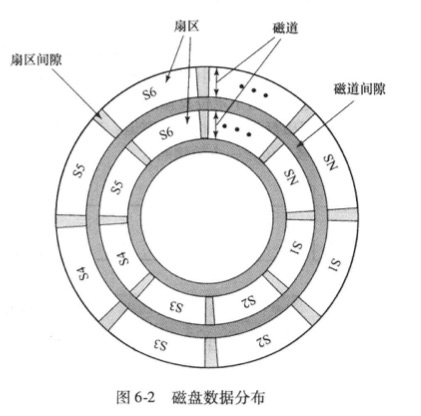 扇区
磁道
扇区间隙
磁道间隙
S6
• • •
S6
• • •
S5
SN
S5
SN
S4
S1
S4
S1
S3
S2
S3
S2
图 6-2 磁盘数据分布